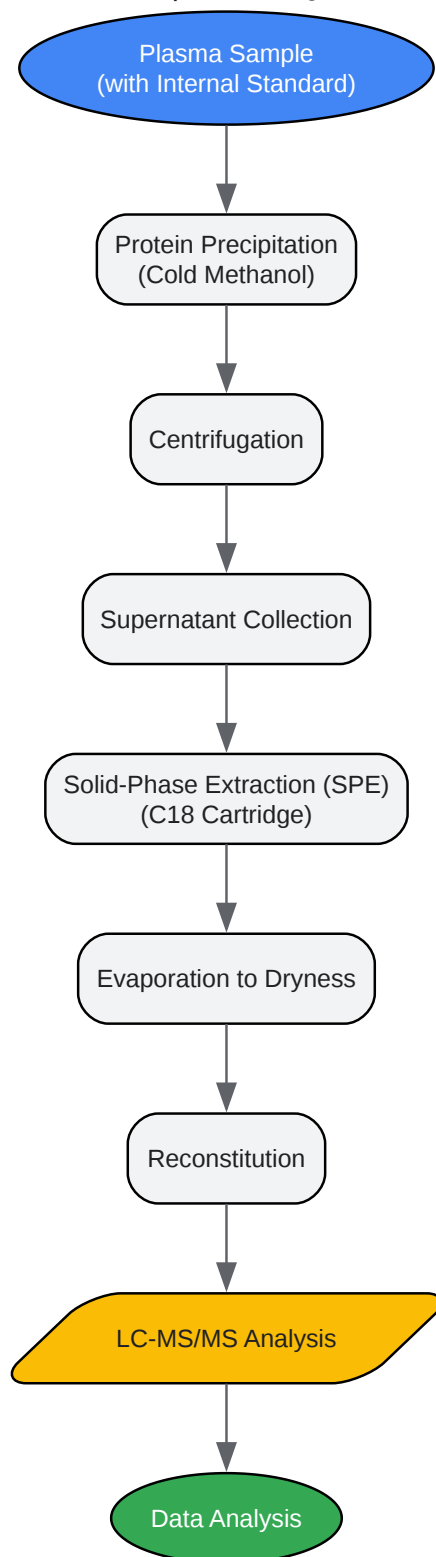 Plasma Sample
(with Internal Standard)
Protein Precipitation
(Cold Methanol)
Centrifugation
Supernatant Collection
Solid-Phase Extraction (SPE)
(C18 Cartridge)
Evaporation to Dryness
Reconstitution
LC-MS/MS Analysis
Data Analysis